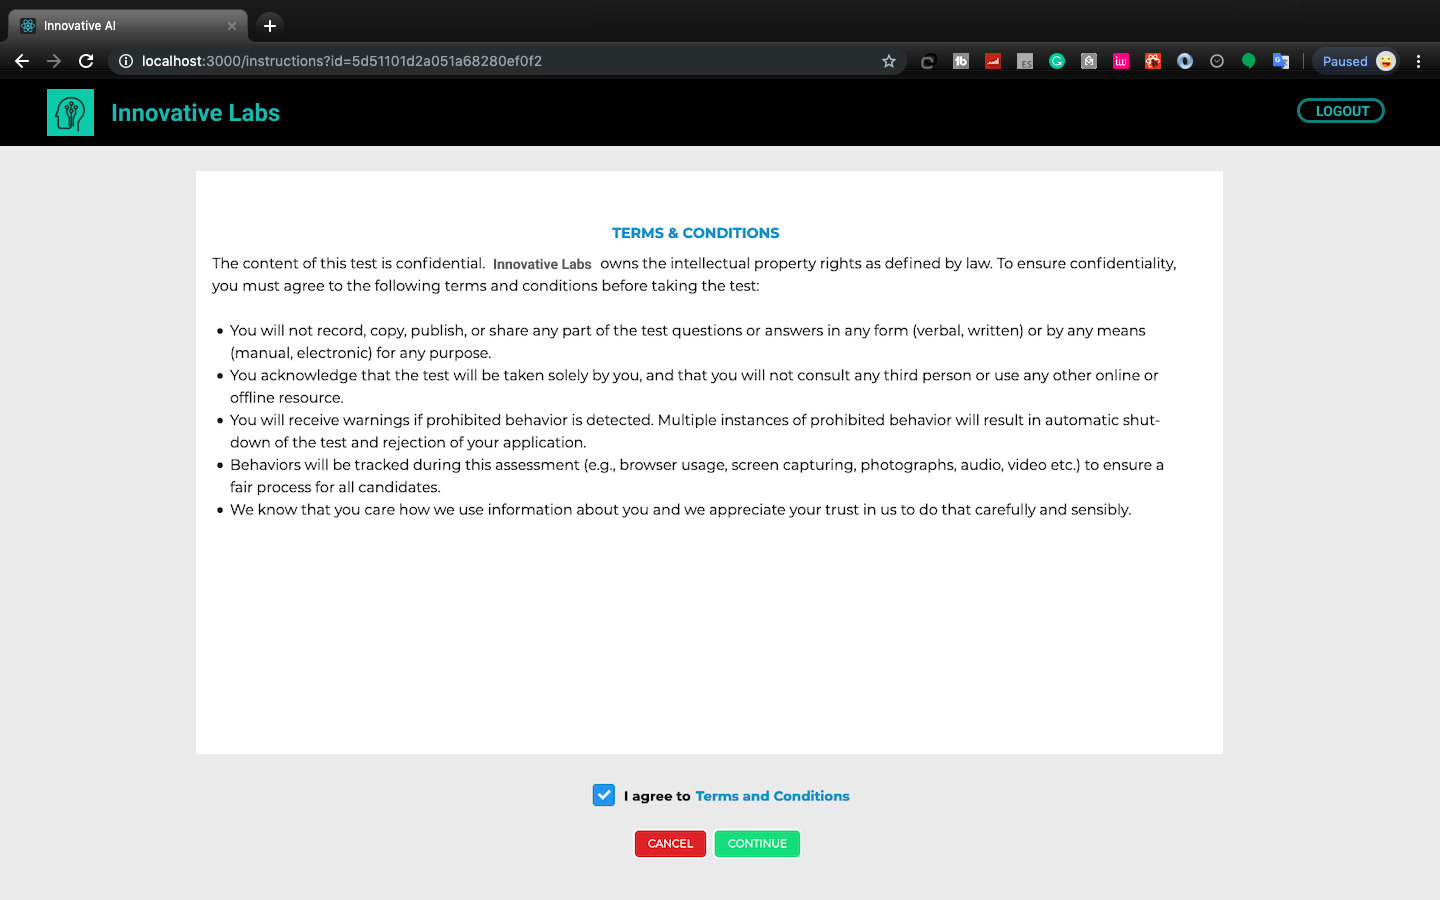 Innovative AI
localhost:3000/instructions?id=5d51101d2a051a68280ef0f2
ES
iw
Paused
Innovative Labs
LOGOUT
TERMS & CONDITIONS
The content of this test is confidential. Innovative Labs owns the intellectual property rights as defined by law. To ensure confidentiality,
you must agree to the following terms and conditions before taking the test:
• You will not record, copy, publish, or share any part of the test questions or answers in any form (verbal, written) or by any means
(manual, electronic) for any purpose.
• You acknowledge that the test will be taken solely by you, and that you will not consult any third person or use any other online or
offline resource.
• You will receive warnings if prohibited behavior is detected. Multiple instances of prohibited behavior will result in automatic shut-
down of the test and rejection of your application.
• Behaviors will be tracked during this assessment (e.g., browser usage, screen capturing, photographs, audio, video etc.) to ensure a
fair process for all candidates.
• We know that you care how we use information about you and we appreciate your trust in us to do that carefully and sensibly.
I agree to Terms and Conditions
CANCEL CONTINUE